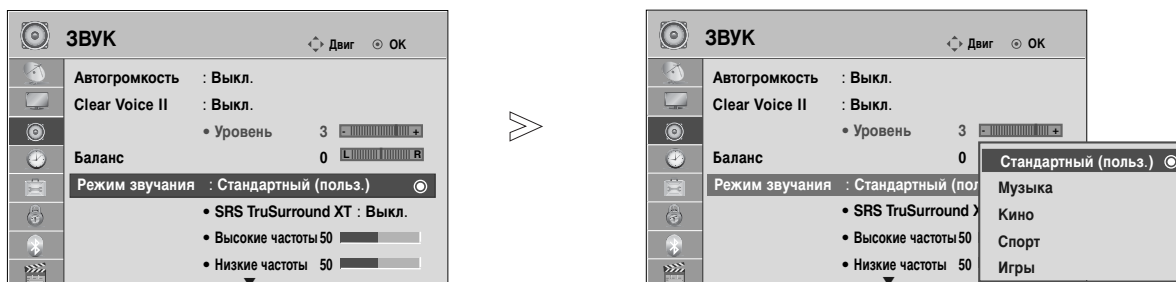 ЗВУК
Двиг ОК
Автогромкость : Выкл.
Clear Voice II : Выкл.
• Уровень 3 - +
Баланс 0 L R
Режим звучания : Стандартный (польз.)
• SRS TruSurround XT : Выкл.
• Высокие частоты 50
• Низкие частоты 50
ЗВУК
Двиг ОК
Автогромкость : Выкл.
Clear Voice II : Выкл.
• Уровень 3 - +
Баланс 0
Режим звучания : Стандартный (пол
• SRS TruSurround X
• Высокие частоты 50
• Низкие частоты 50
Стандартный (польз.)
Музыка
Кино
Спорт
Игры